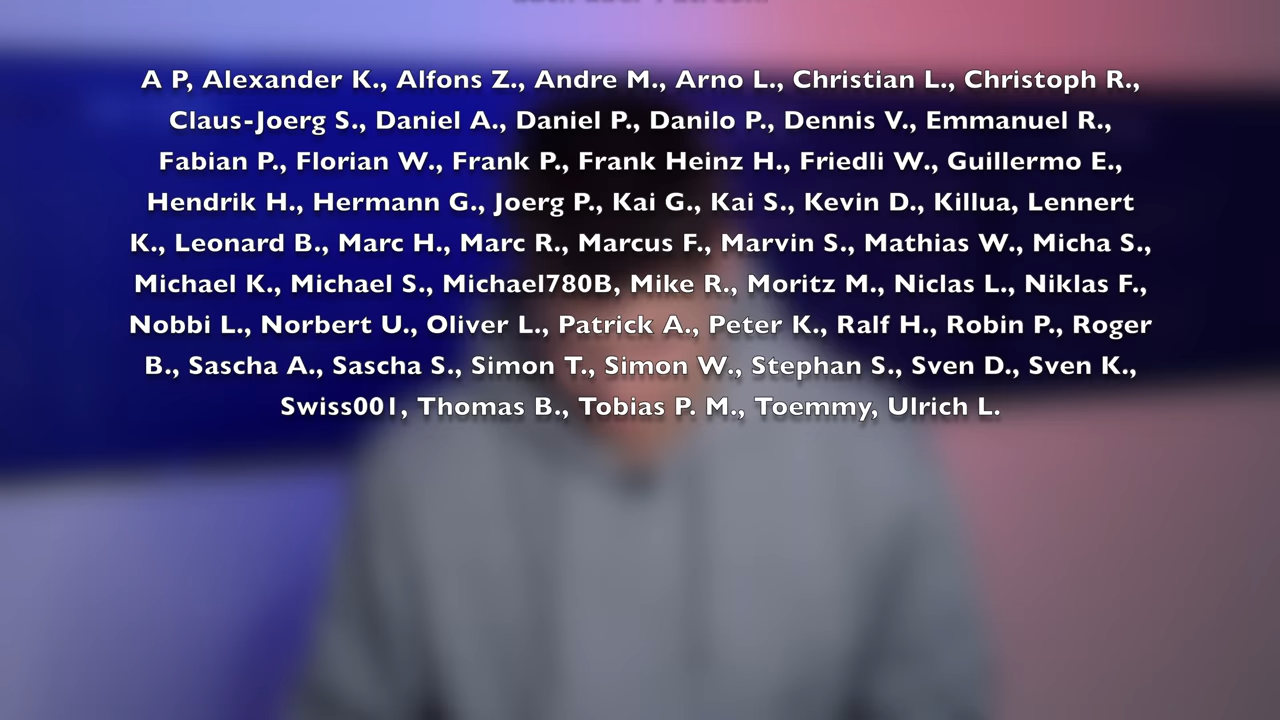 A P, Alexander K., Alfons Z., Andre M., Arno L., Christian L., Christoph R.,
Claus-Joerg S., Daniel A., Daniel P., Danilo P., Dennis V., Emmanuel R.,
Fabian P., Florian W., Frank P., Frank Heinz H., Friedli W., Guillermo E.,
Hendrik H., Hermann G., Joerg P., Kai G., Kai S., Kevin D., Killua, Lennert
K., Leonard B., Marc H., Marc R., Marcus F., Marvin S., Mathias W., Micha S.,
Michael K., Michael S., Michael780B, Mike R., Moritz M., Niclas L., Niklas F.,
Nobbi L., Norbert U., Oliver L., Patrick A., Peter K., Ralf H., Robin P., Roger
B., Sascha A., Sascha S., Simon T., Simon W., Stephan S., Sven D., Sven K.,
Swiss001, Thomas B., Tobias P. M., Toemmy, Ulrich L.